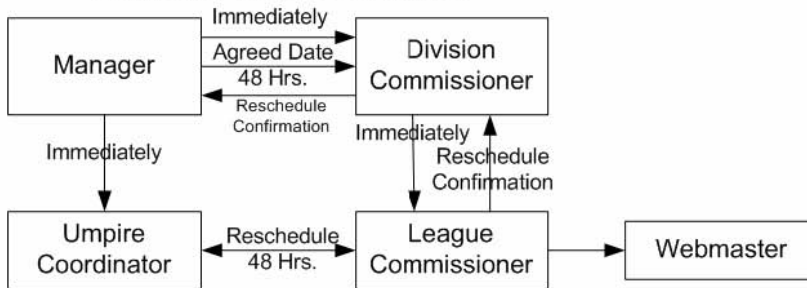 Immediately
Manager
Agreed Date
48 Hrs.
Division
Commissioner
Reschedule
Confirmation
Immediately
Immediately
Reschedule
Confirmation
Umpire
Coordinator
Reschedule
48 Hrs.
League
Commissioner
Webmaster